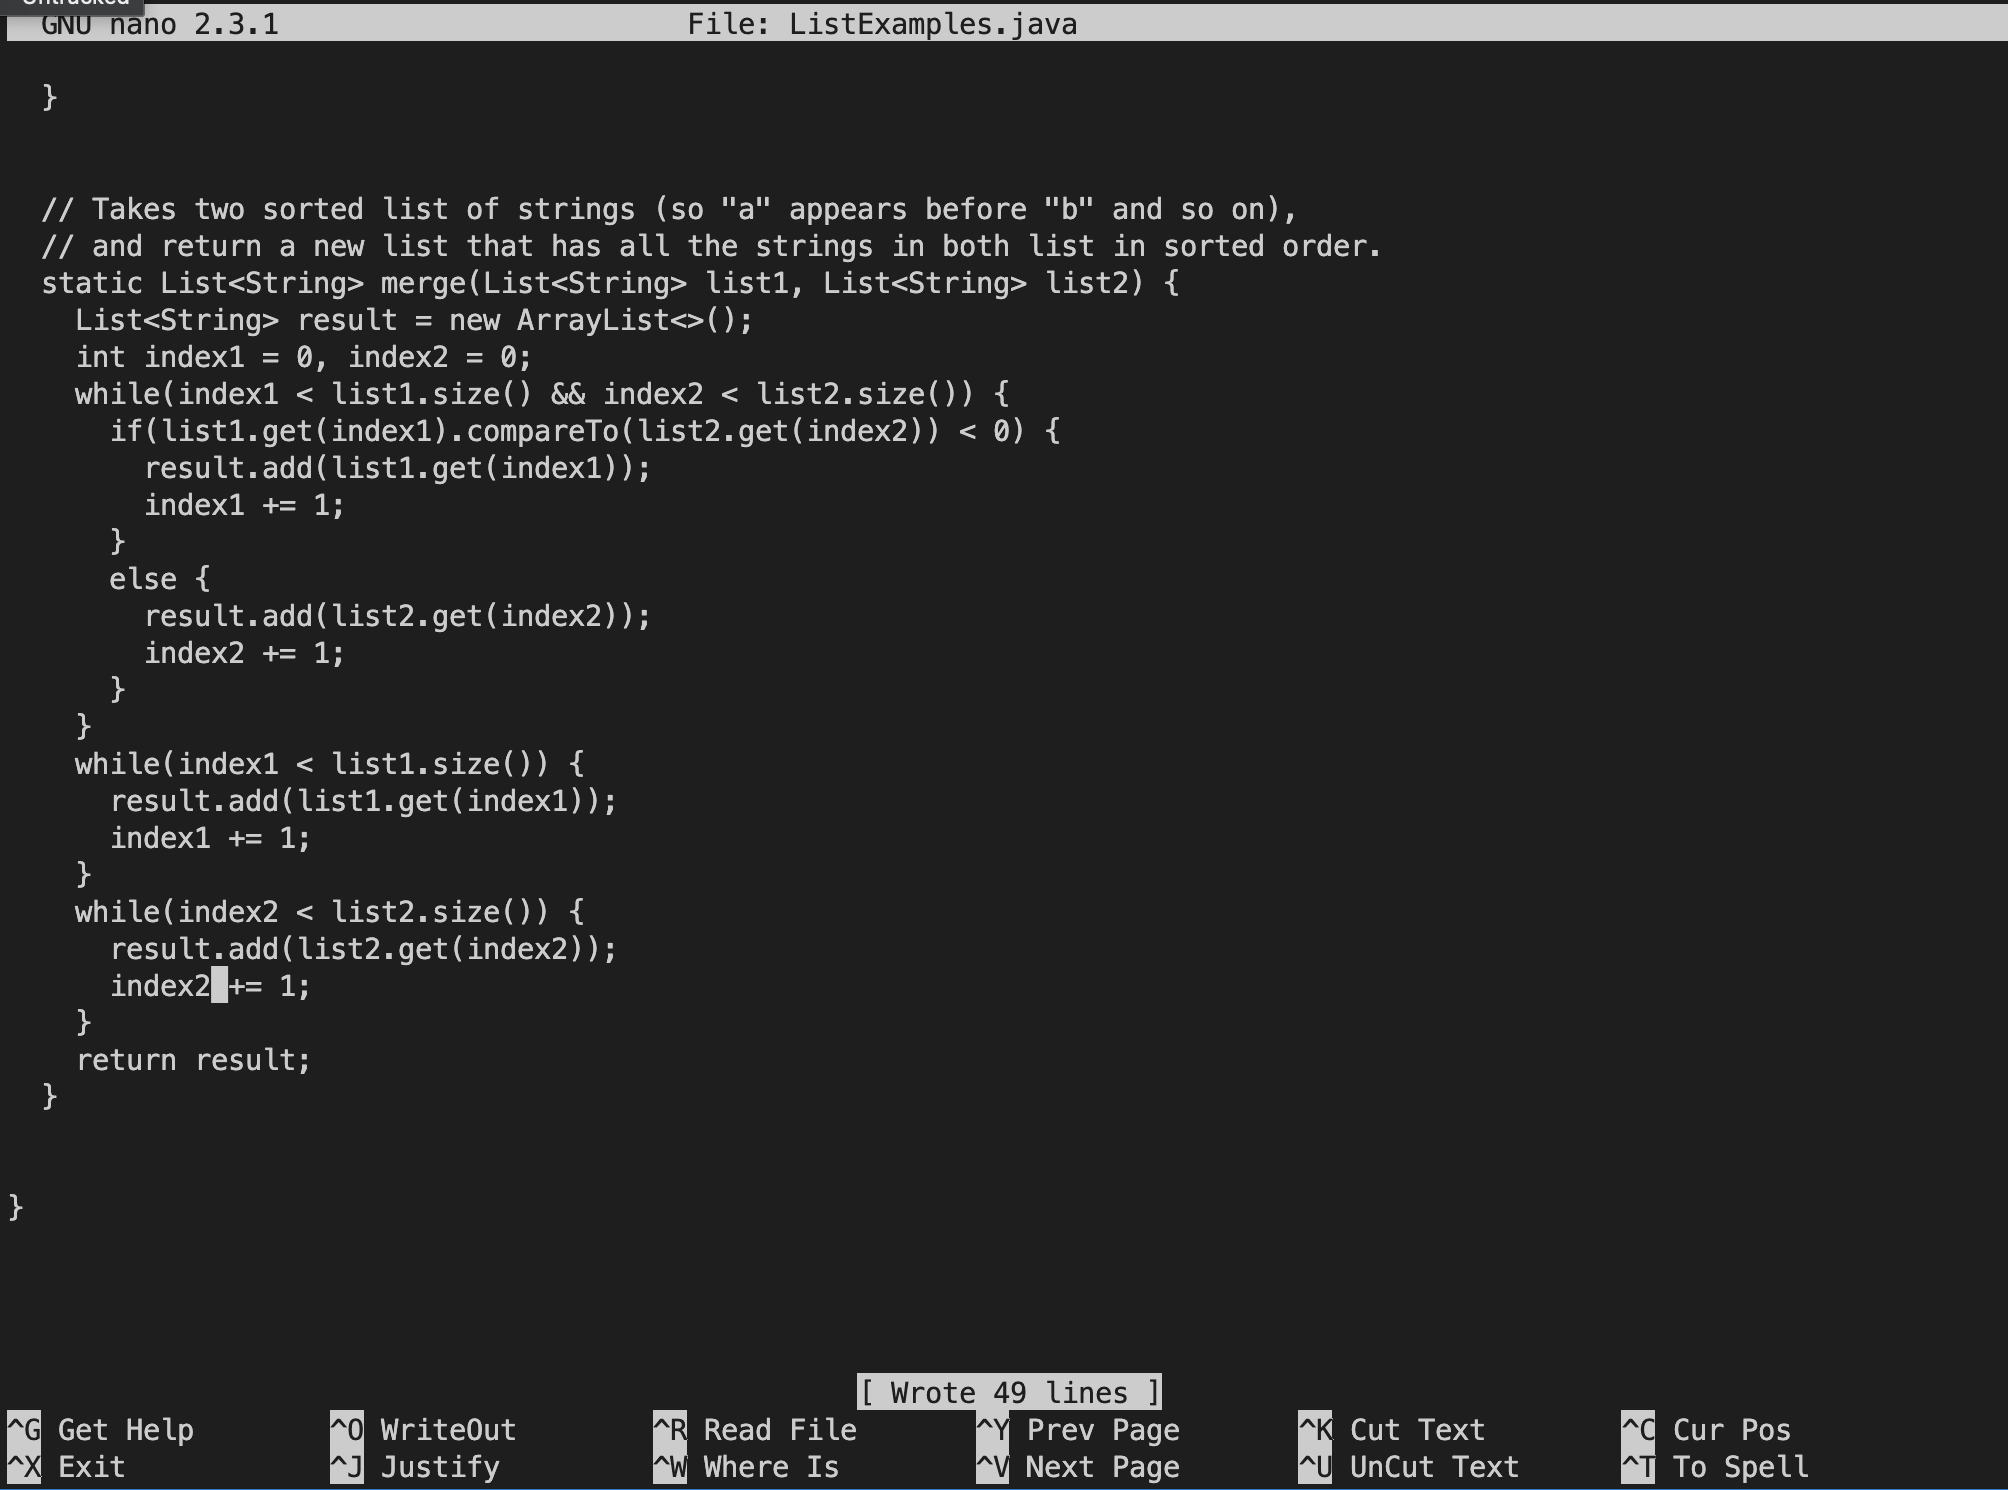 Untracked
GNU nano 2.3.1 File: ListExamples.java
}
// Takes two sorted list of strings (so "a" appears before "b" and so on),
// and return a new list that has all the strings in both list in sorted order.
static List<String> merge(List<String> list1, List<String> list2) {
List<String> result = new ArrayList<>();
int index1 = 0, index2 = 0;
while(index1 < list1.size() && index2 < list2.size()) {
if(list1.get(index1).compareTo(list2.get(index2)) < 0) {
result.add(list1.get(index1));
index1 += 1;
}
else {
result.add(list2.get(index2));
index2 += 1;
}
}
while(index1 < list1.size()) {
result.add(list1.get(index1));
index1 += 1;
}
while(index2 < list2.size()) {
result.add(list2.get(index2));
index2 += 1;
}
return result;
}
}
[ Wrote 49 lines ]
^G Get Help ^O WriteOut ^R Read File ^Y Prev Page ^K Cut Text ^C Cur Pos
^X Exit ^J Justify ^W Where Is ^V Next Page ^U UnCut Text ^T To Spell